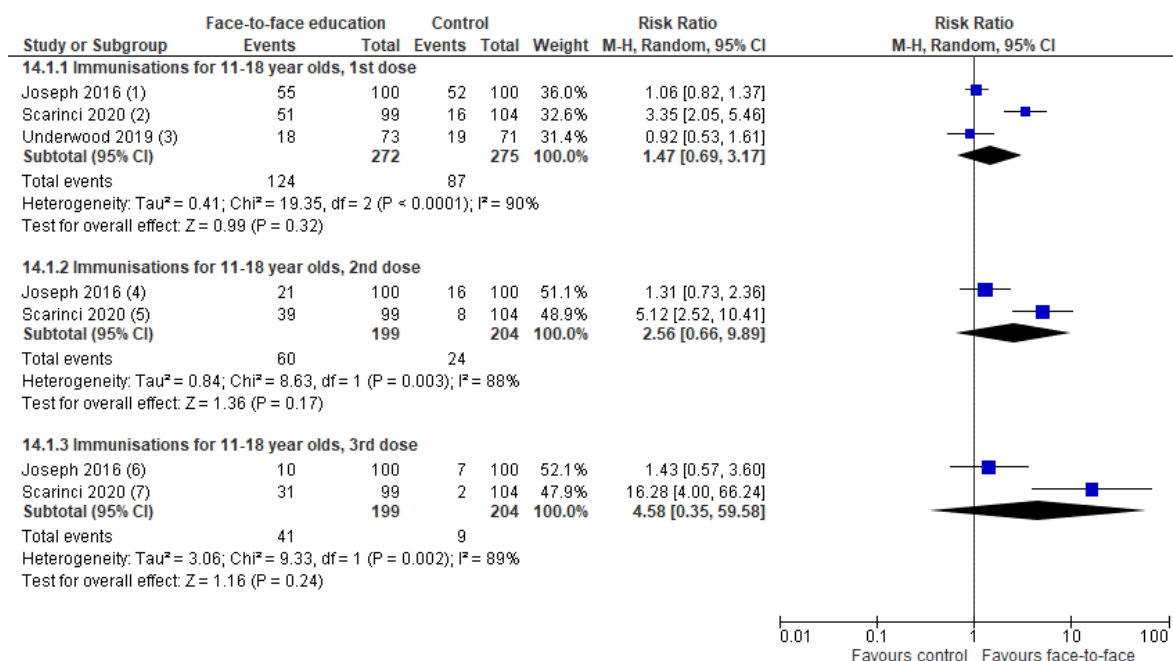 Face-to-face education Control Risk Ratio Risk Ratio
Study or Subgroup Events Total Events Total Weight M-H, Random, 95% CI M-H, Random, 95% CI
14.1.1 Immunisations for 11-18 year olds, 1st dose
Joseph 2016 (1) 55 100 52 100 36.0% 1.06 [0.82, 1.37]
Scarinci 2020 (2) 51 99 16 104 32.6% 3.35 [2.05, 5.46]
Underwood 2019 (3) 18 73 19 71 31.4% 0.92 [0.53, 1.61]
Subtotal (95% CI) 272 275 100.0% 1.47 [0.69, 3.17]
Total events 124 87
Heterogeneity: Tau² = 0.41; Chi² = 19.35, df = 2 (P < 0.0001); I² = 90%
Test for overall effect: Z = 0.99 (P = 0.32)
14.1.2 Immunisations for 11-18 year olds, 2nd dose
Joseph 2016 (4) 21 100 16 100 51.1% 1.31 [0.73, 2.36]
Scarinci 2020 (5) 39 99 8 104 48.9% 5.12 [2.52, 10.41]
Subtotal (95% CI) 199 204 100.0% 2.56 [0.66, 9.89]
Total events 60 24
Heterogeneity: Tau² = 0.84; Chi² = 8.63, df = 1 (P = 0.003); I² = 88%
Test for overall effect: Z = 1.36 (P = 0.17)
14.1.3 Immunisations for 11-18 year olds, 3rd dose
Joseph 2016 (6) 10 100 7 100 52.1% 1.43 [0.57, 3.60]
Scarinci 2020 (7) 31 99 2 104 47.9% 16.28 [4.00, 66.24]
Subtotal (95% CI) 199 204 100.0% 4.58 [0.35, 59.58]
Total events 41 9
Heterogeneity: Tau² = 3.06; Chi² = 9.33, df = 1 (P = 0.002); I² = 89%
Test for overall effect: Z = 1.16 (P = 0.24)
0.01 0.1 1 10 100
Favours control Favours face-to-face